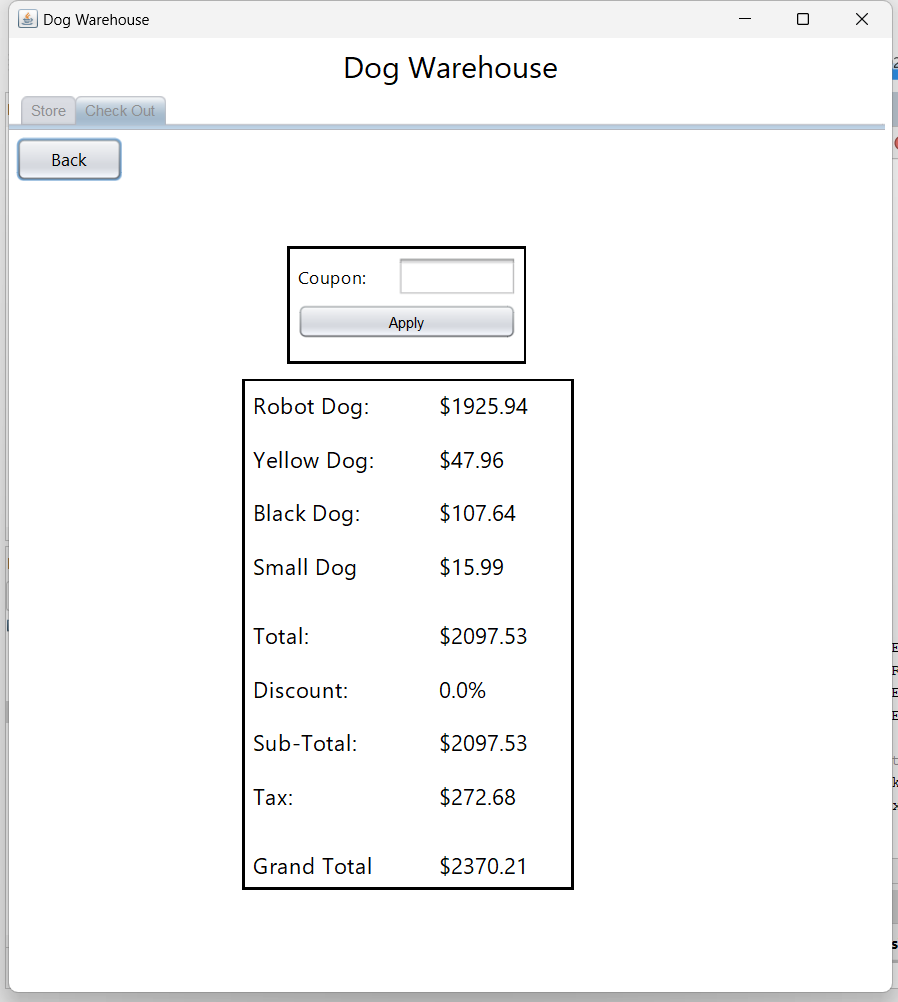 Dog Warehouse
Dog Warehouse
Store Check Out
Back
Coupon:
Apply
Robot Dog: $1925.94
Yellow Dog: $47.96
Black Dog: $107.64
Small Dog $15.99
Total: $2097.53
Discount: 0.0%
Sub-Total: $2097.53
Tax: $272.68
Grand Total $2370.21